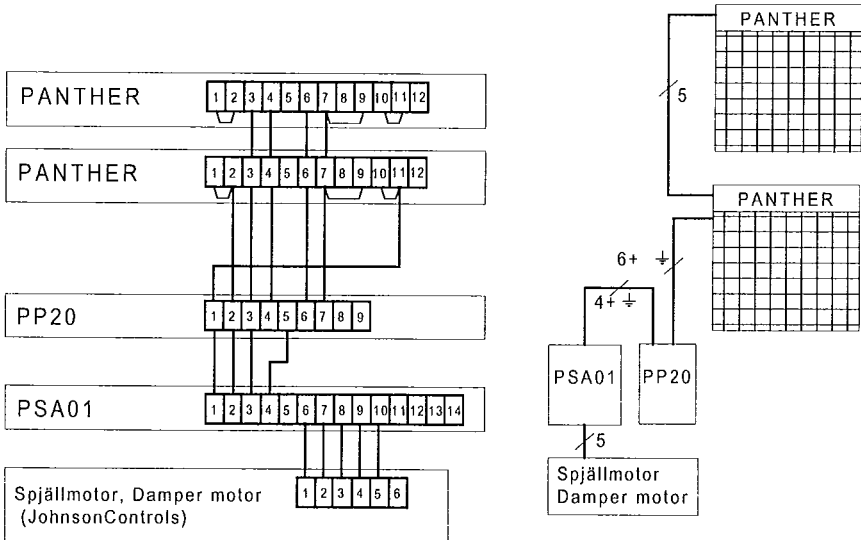 PANTHER
1 2 3 4 5 6 7 8 9 10 11 12
PANTHER
1 2 3 4 5 6 7 8 9 10 11 12
PP20
1 2 3 4 5 6 7 8 9
PSA01
1 2 3 4 5 6 7 8 9 10 11 12 13 14
Spjällmotor, Damper motor
(JohnsonControls)
1 2 3 4 5 6
PANTHER
5
PANTHER
6+
4+
PSA01
PP20
5
Spjällmotor
Damper motor